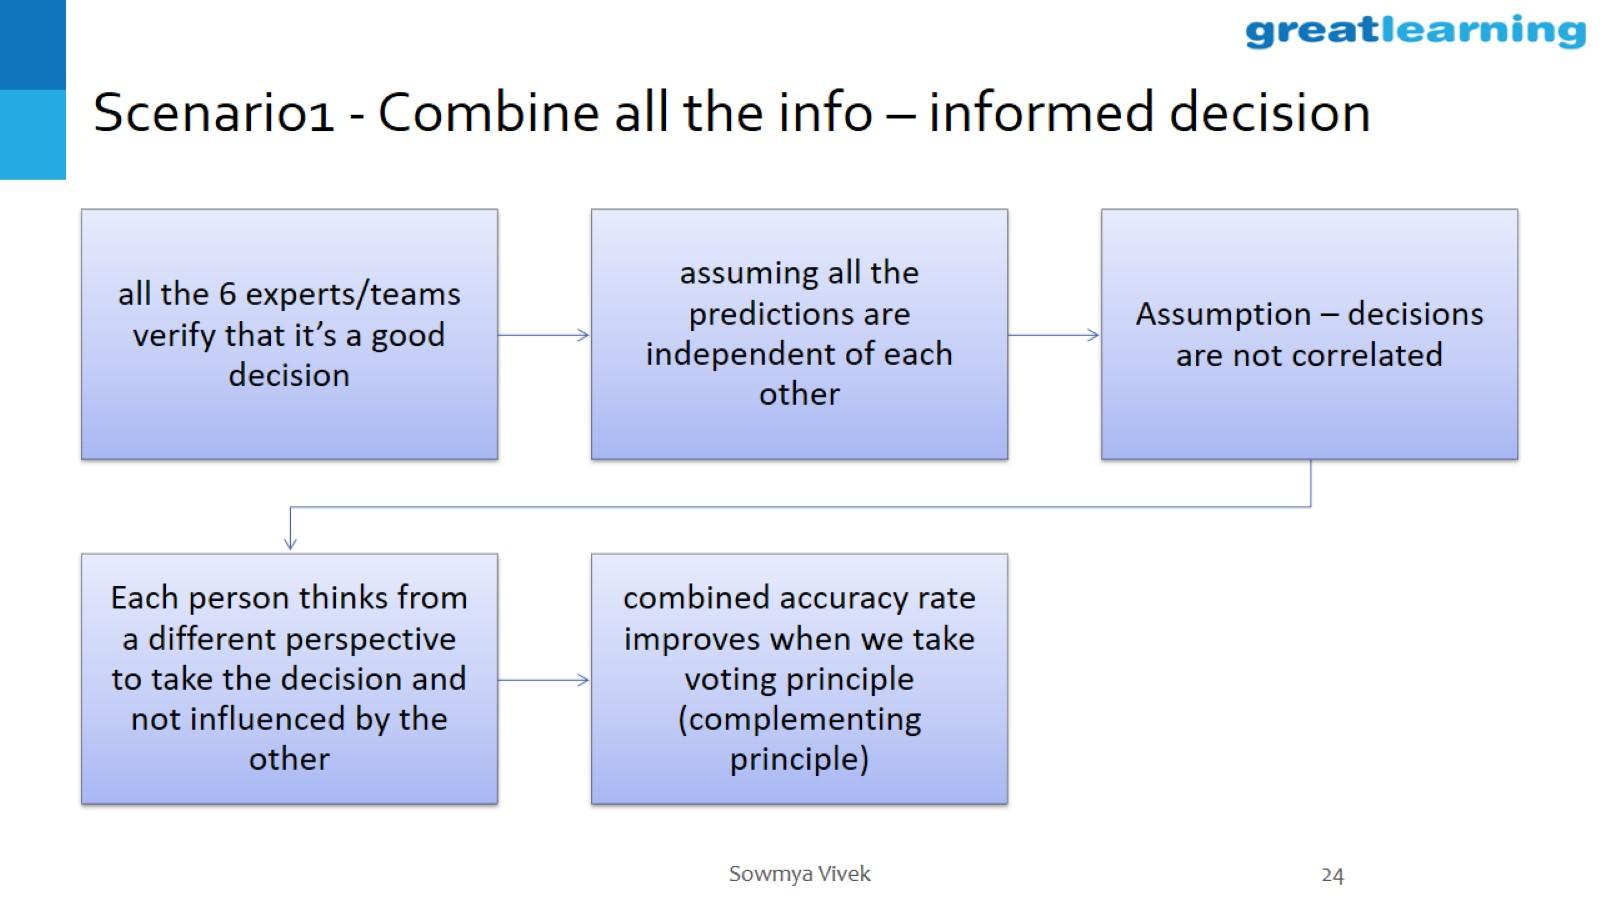 greatlearning
Scenario1 - Combine all the info – informed decision
all the 6 experts/teams
verify that it’s a good
decision
assuming all the
predictions are
independent of each
other
Assumption – decisions
are not correlated
Each person thinks from
a different perspective
to take the decision and
not influenced by the
other
combined accuracy rate
improves when we take
voting principle
(complementing
principle)
Sowmya Vivek
24